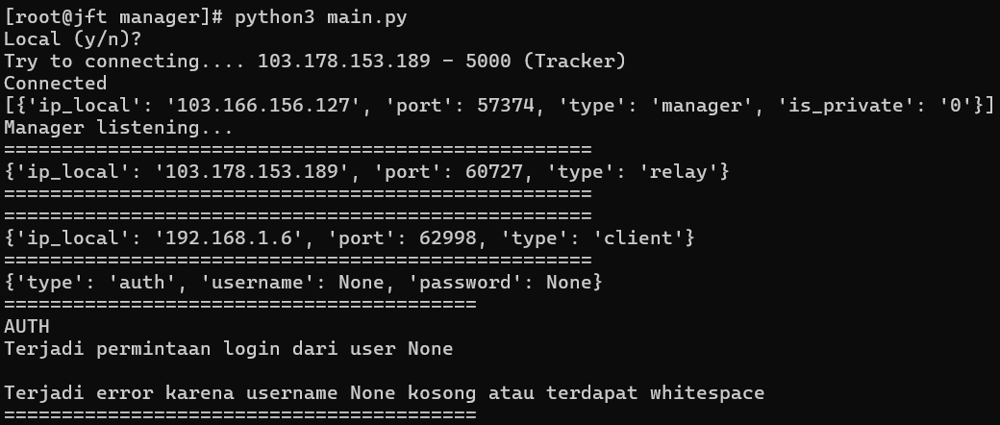 [root@jft manager]# python3 main.py
Local (y/n)?
Try to connecting.... 103.178.153.189 - 5000 (Tracker)
Connected
[{'ip_local': '103.166.156.127', 'port': 57374, 'type': 'manager', 'is_private': '0'}]
Manager listening...
===================================================
{'ip_local': '103.178.153.189', 'port': 60727, 'type': 'relay'}
===================================================
===================================================
{'ip_local': '192.168.1.6', 'port': 62998, 'type': 'client'}
===================================================
{'type': 'auth', 'username': None, 'password': None}
=========================================
AUTH
Terjadi permintaan login dari user None
Terjadi error karena username None kosong atau terdapat whitespace
=========================================